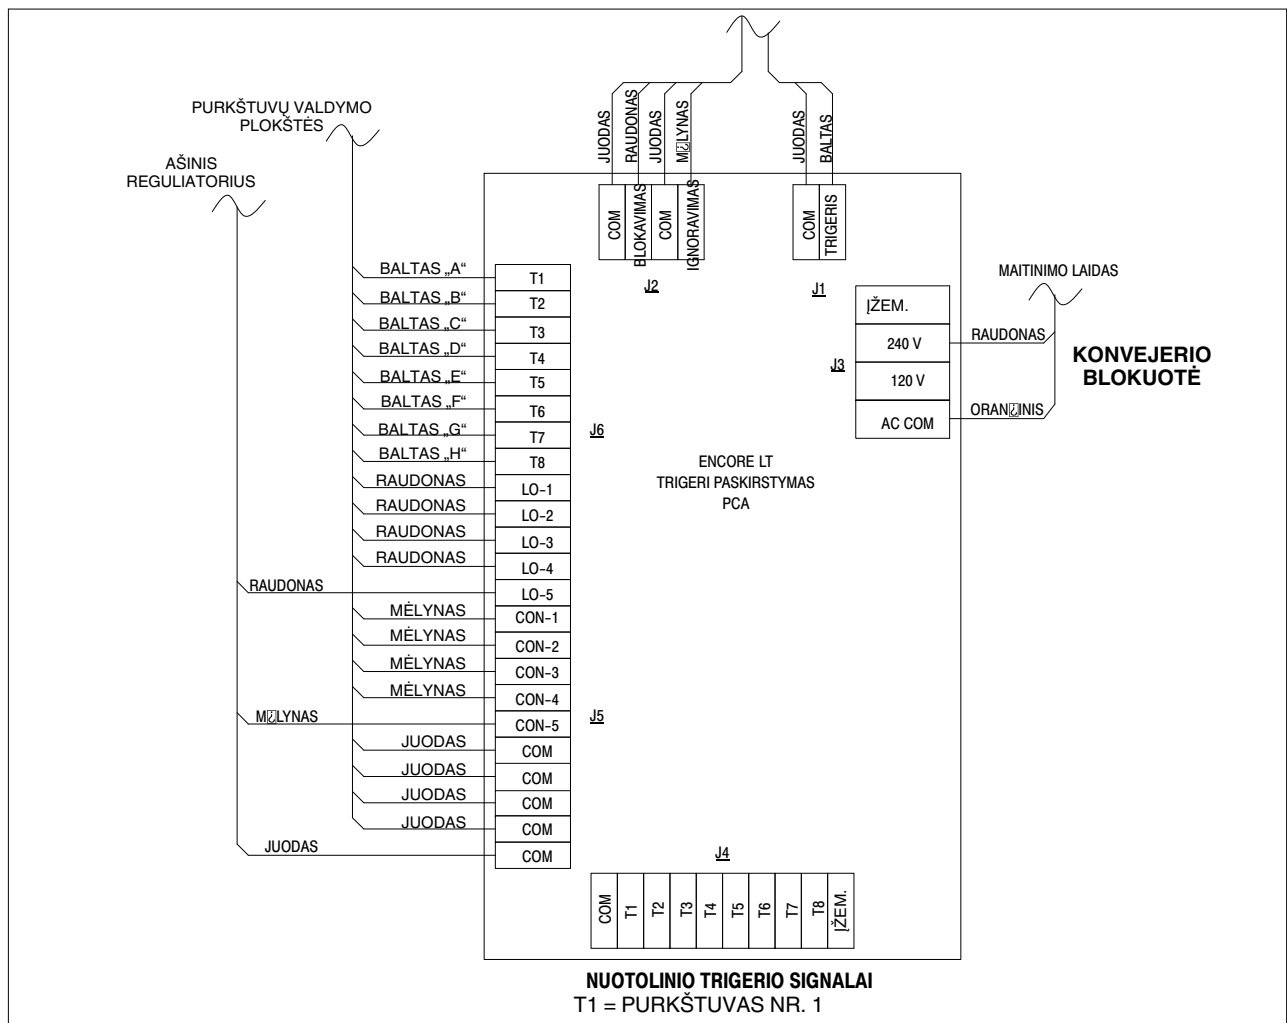 PURKŠTUVŲ VALDYMO
PLOKŠTĖS
AŠINIS
REGULIATORIUS
JUODAS
RAUDONAS
JUODAS
JUODAS
BALTAS
COM
BLOKAVIMAS
COM
IGNORAVIMAS
J2
COM
TRIGERIS
J1
MAITINIMO LAIDAS
KONVEJERIO
BLOKUOTĖ
J3
ĮŽEM.
240 V
RAUDONAS
120 V
AC COM
ENCORE LT
TRIGERI PASKIRSTYMAS
PCA
BALTAS „A“ T1
BALTAS „B“ T2
BALTAS „C“ T3
BALTAS „D“ T4
BALTAS „E“ T5
BALTAS „F“ T6
BALTAS „G“ T7
BALTAS „H“ T8
J6
RAUDONAS LO-1
RAUDONAS LO-2
RAUDONAS LO-3
RAUDONAS LO-4
RAUDONAS LO-5
MĖLYNAS CON-1
MĖLYNAS CON-2
MĖLYNAS CON-3
MĖLYNAS CON-4
CON-5
J5
JUODAS COM
JUODAS COM
JUODAS COM
JUODAS COM
JUODAS COM
J4
COM
T1
T2
T3
T4
T5
T6
T7
T8
ĮŽEM.
NUOTOLINIO TRIGERIO SIGNALAI
T1 = PURKŠTUVAS NR. 1